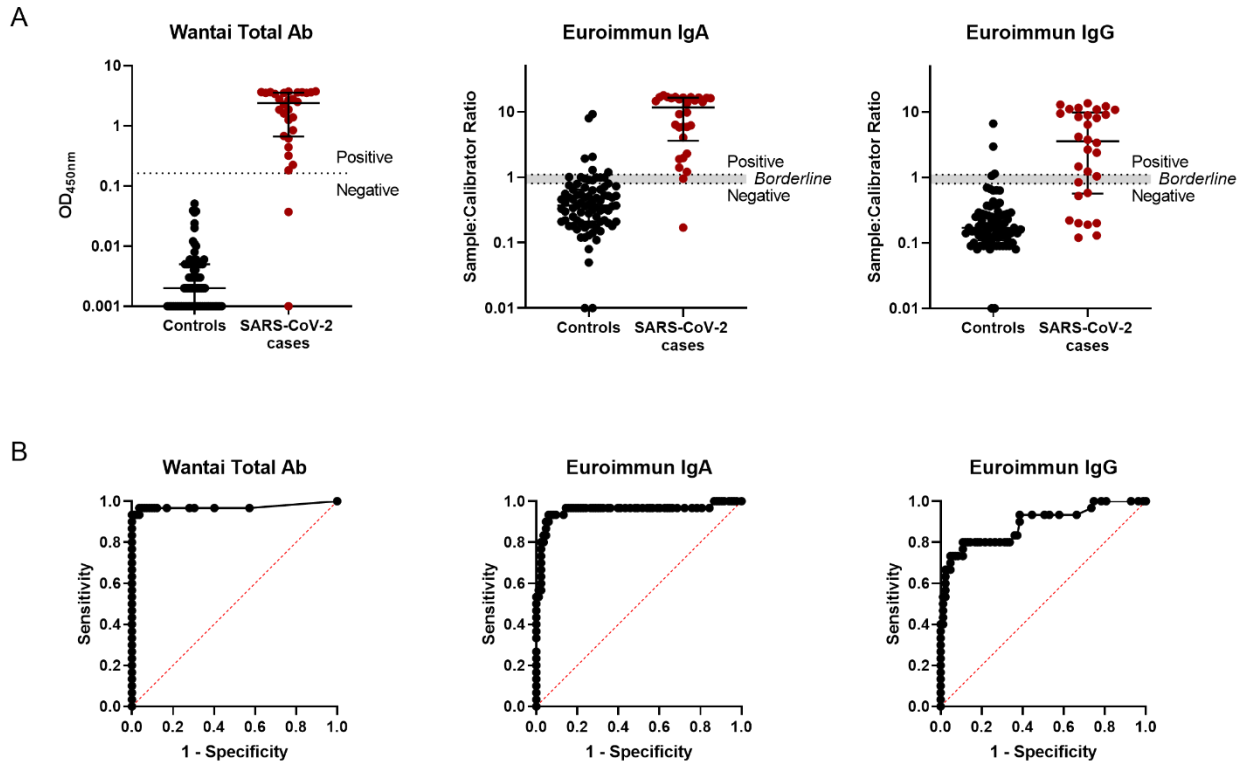 A
Wantai Total Ab
OD450nm
10
1
0.1
0.01
0.001
Positive
Negative
Controls
SARS-CoV-2
cases
Euroimmun IgA
Sample:Calibrator Ratio
10
1
0.1
0.01
Positive
Borderline
Negative
Controls
SARS-CoV-2
cases
Euroimmun IgG
Sample:Calibrator Ratio
10
1
0.1
0.01
Positive
Borderline
Negative
Controls
SARS-CoV-2
cases
B
Wantai Total Ab
Sensitivity
1.0
0.8
0.6
0.4
0.2
0.0
0.0 0.2 0.4 0.6 0.8 1.0
1 - Specificity
Euroimmun IgA
Sensitivity
1.0
0.8
0.6
0.4
0.2
0.0
0.0 0.2 0.4 0.6 0.8 1.0
1 - Specificity
Euroimmun IgG
Sensitivity
1.0
0.8
0.6
0.4
0.2
0.0
0.0 0.2 0.4 0.6 0.8 1.0
1 - Specificity